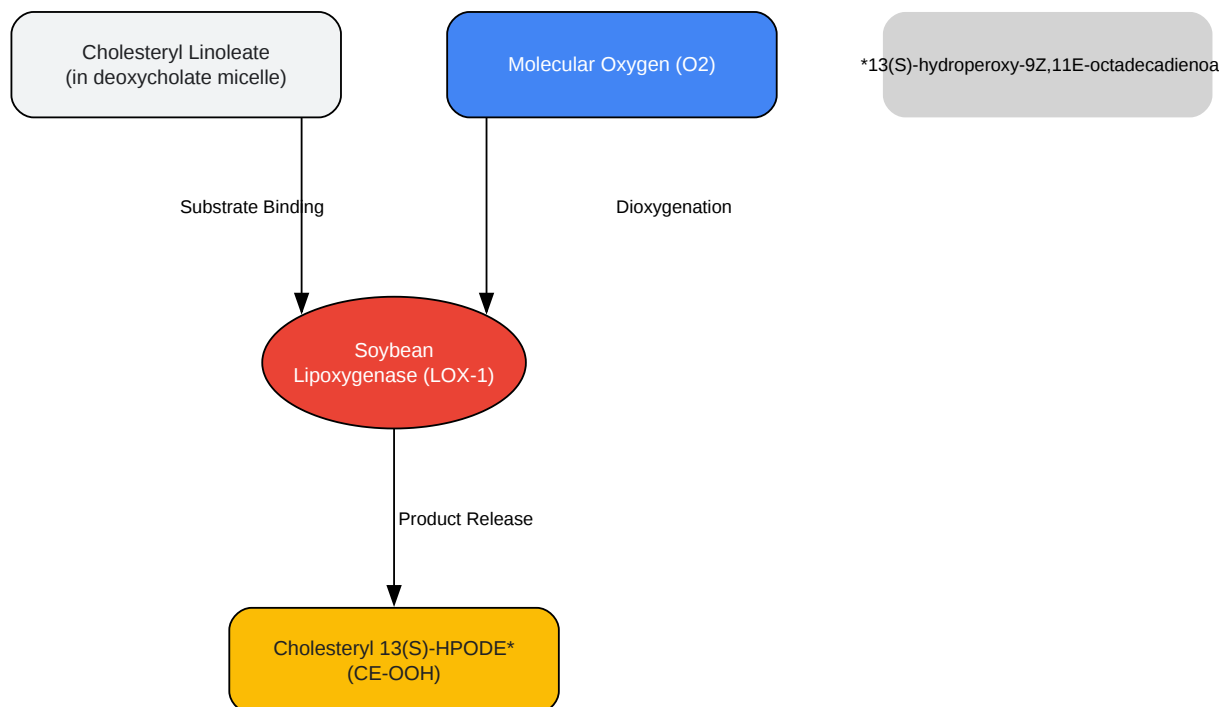 Cholesteryl Linoleate
(in deoxycholate micelle)
Molecular Oxygen (O2)
*13(S)-hydroperoxy-9Z,11E-octadecadienoa
Substrate Binding
Dioxygenation
Soybean
Lipoxygenase (LOX-1)
Product Release
Cholesteryl 13(S)-HPODE*
(CE-OOH)